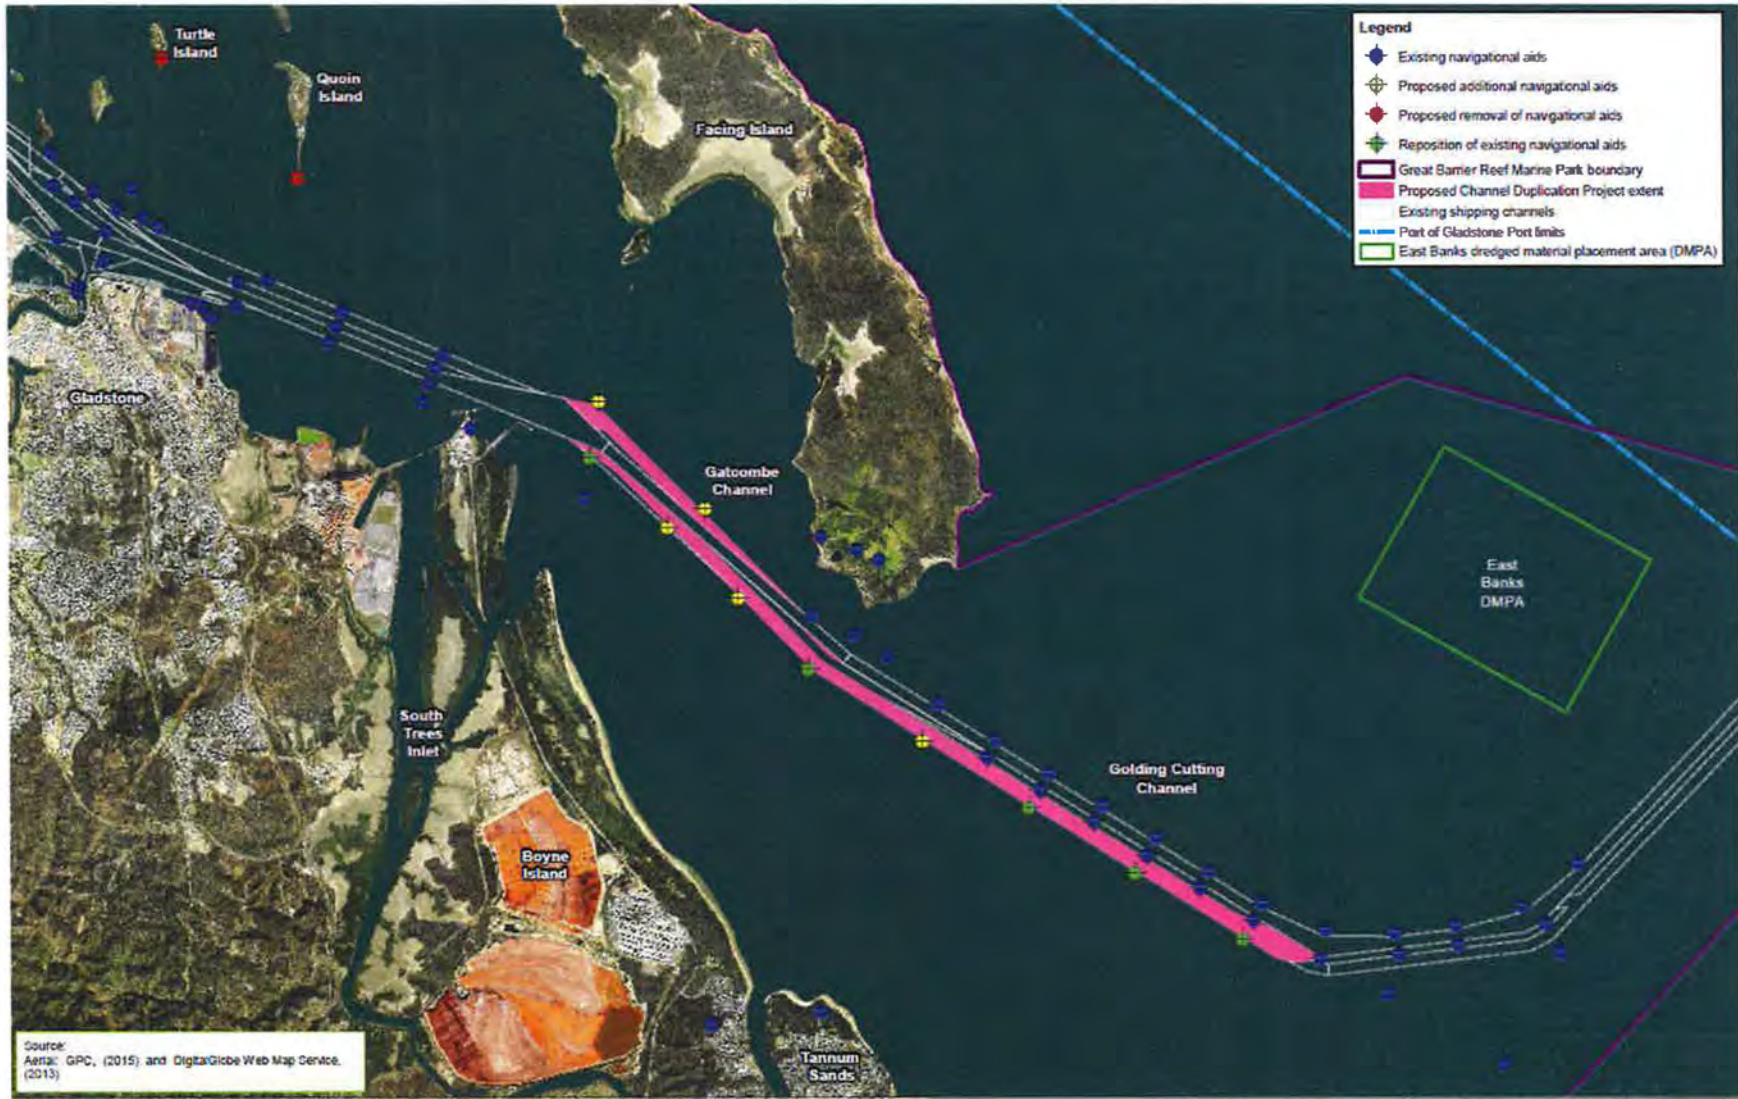 Turtle
Island
Quoin
Island
Facing Island
Legend
Existing navigational aids
Proposed additional navigational aids
Proposed removal of navigational aids
Reposition of existing navigational aids
Great Barrier Reef Marine Park boundary
Proposed Channel Duplication Project extent
Existing shipping channels
Port of Gladstone Port limits
East Banks dredged material placement area (DMPA)
Gladstone
Gatcombe
Channel
East
Banks
DMPA
South
Trees
Inlet
Golding Cutting
Channel
Boyne
Island
Tannum
Sands
Source:
Aerial: GPC, (2015) and DigitalGlobe Web Map Service,
(2013)